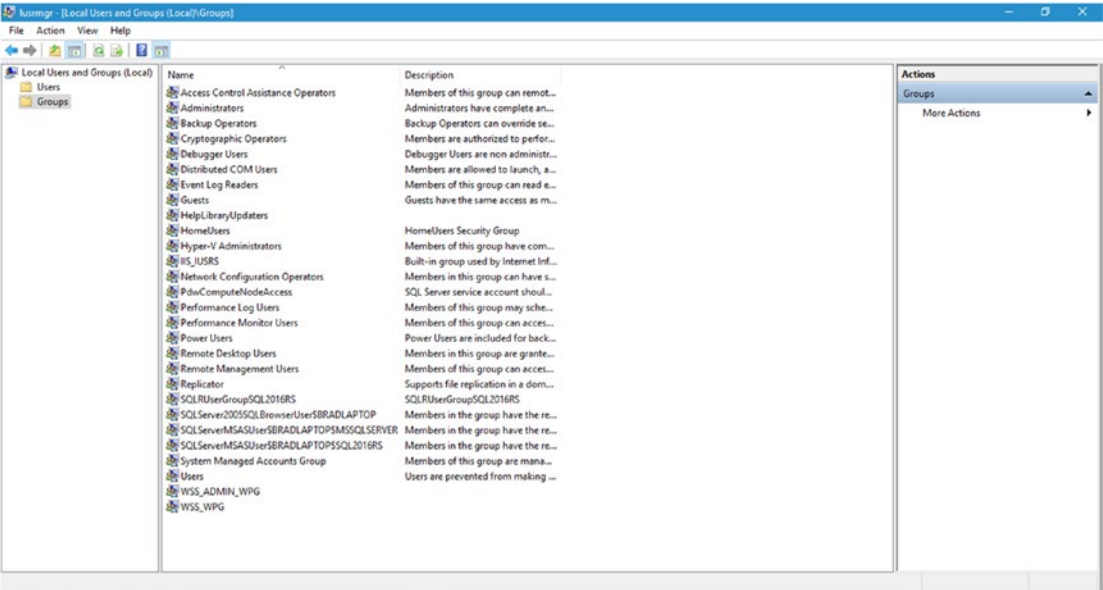 lusrmgr - [Local Users and Groups (Local)\Groups]
File Action View Help
Local Users and Groups (Local)
Users
Groups
Name Description
Access Control Assistance Operators Members of this group can remot...
Administrators Administrators have complete an...
Backup Operators Backup Operators can override se...
Cryptographic Operators Members are authorized to perfor...
Debugger Users Debugger Users are non administr...
Distributed COM Users Members are allowed to launch, a...
Event Log Readers Members of this group can read e...
Guests Guests have the same access as m...
HelpLibraryUpdaters
HomeUsers HomeUsers Security Group
Hyper-V Administrators Members of this group have com...
IIS_IUSRS Built-in group used by Internet Inf...
Network Configuration Operators Members in this group can have s...
PdwComputeNodeAccess SQL Server service account shoul...
Performance Log Users Members of this group may sche...
Performance Monitor Users Members of this group can acces...
Power Users Power Users are included for back...
Remote Desktop Users Members in this group are grante...
Remote Management Users Members of this group can acces...
Replicator Supports file replication in a dom...
SQLRUserGroupSQL2016RS SQLRUserGroupSQL2016RS
SQLServer2005SQLBrowserUser$BRADLAPTOP Members in the group have the re...
SQLServerMSASUser$BRADLAPTOP$MSSQLSERVER Members in the group have the re...
SQLServerMSASUser$BRADLAPTOP$SQL2016RS Members in the group have the re...
System Managed Accounts Group Members of this group are mana...
Users Users are prevented from making ...
WSS_ADMIN_WPG
WSS_WPG
Actions
Groups
More Actions